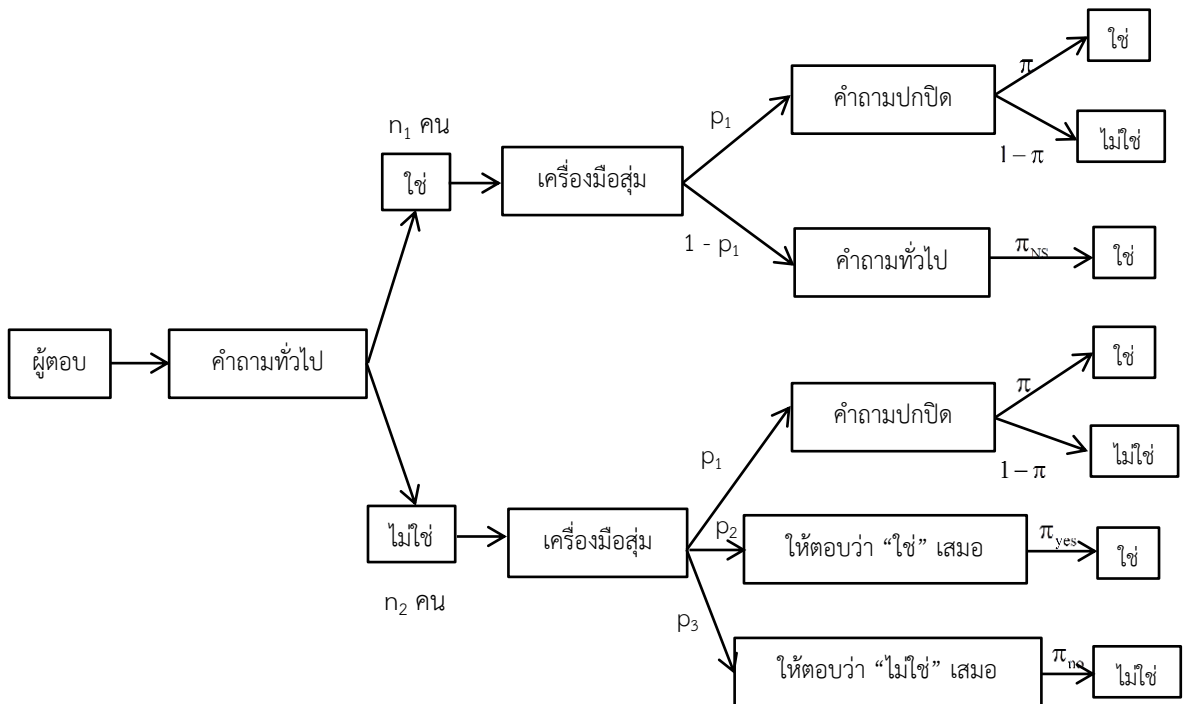 ใช่
π
คำถามปกปิด
p₁
n₁ คน
ไม่ใช่
1 − π
ใช่
เครื่องมือสุ่ม
1 - p₁
π_NS
ใช่
คำถามทั่วไป
ผู้ตอบ
คำถามทั่วไป
ใช่
π
คำถามปกปิด
p₁
ไม่ใช่
1 − π
ไม่ใช่
เครื่องมือสุ่ม
p₂
ให้ตอบว่า “ใช่” เสมอ
π_yes
ใช่
n₂ คน
p₃
ให้ตอบว่า “ไม่ใช่” เสมอ
π_no
ไม่ใช่